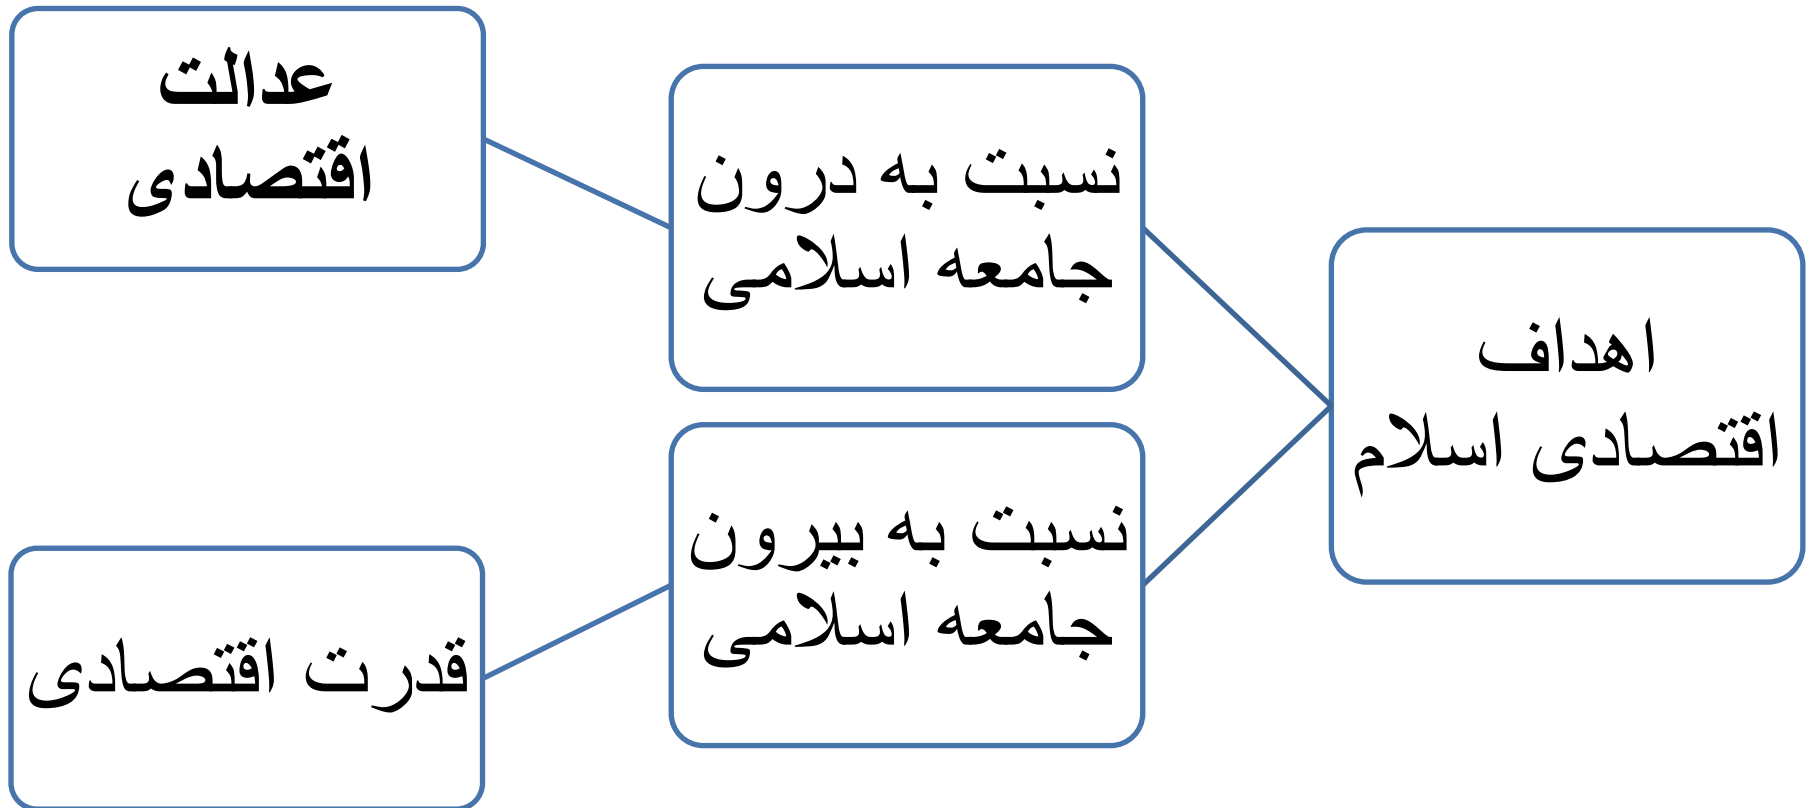 اهداف
اقتصادی اسلام
نسبت به درون
جامعه اسلامی
عدالت
اقتصادی
نسبت به بیرون
جامعه اسلامی
قدرت اقتصادی